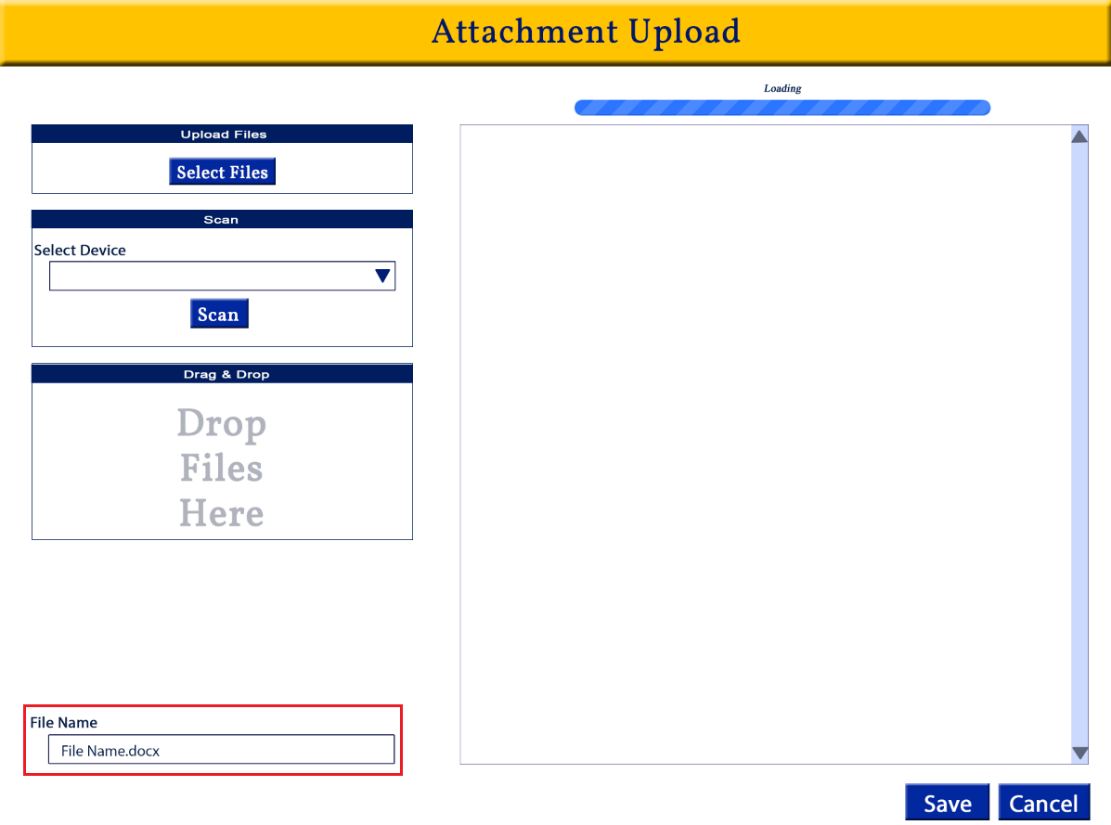 Attachment Upload
Loading
Upload Files
Select Files
Scan
Select Device
Scan
Drag & Drop
Drop
Files
Here
File Name
File Name.docx
Save
Cancel